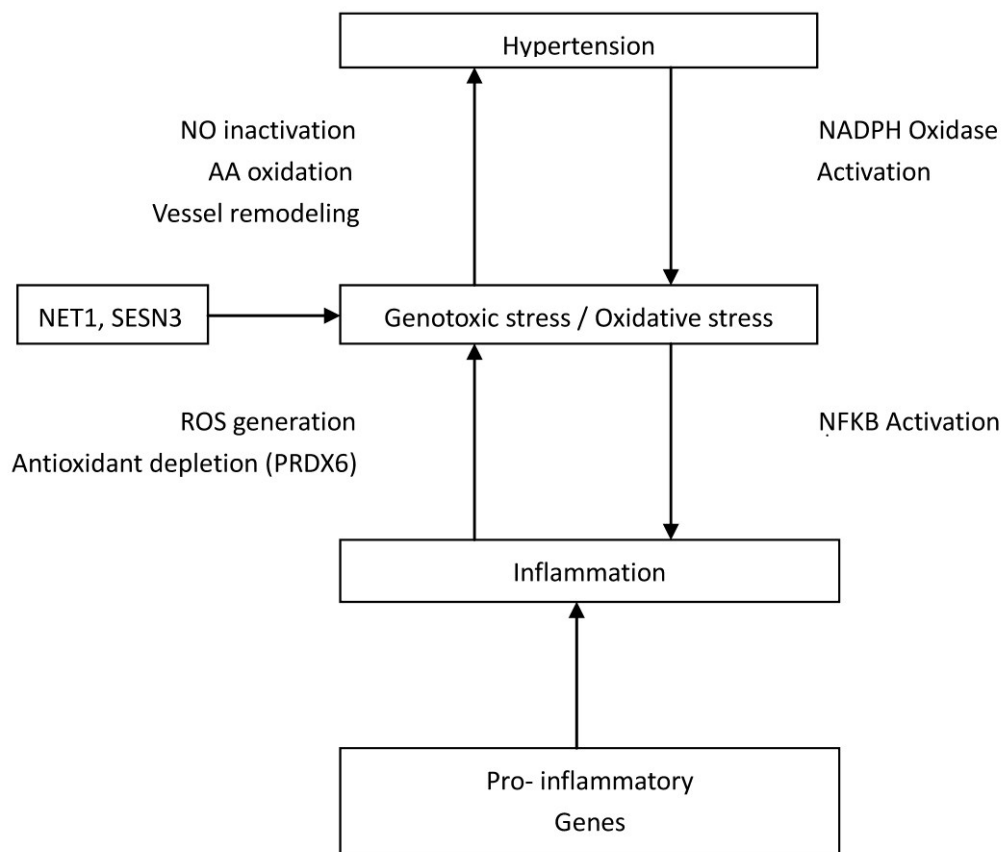 Hypertension
NO inactivation
AA oxidation
Vessel remodeling
NADPH Oxidase
Activation
NET1, SESN3
Genotoxic stress / Oxidative stress
ROS generation
Antioxidant depletion (PRDX6)
NFKB Activation
Inflammation
Pro- inflammatory
Genes